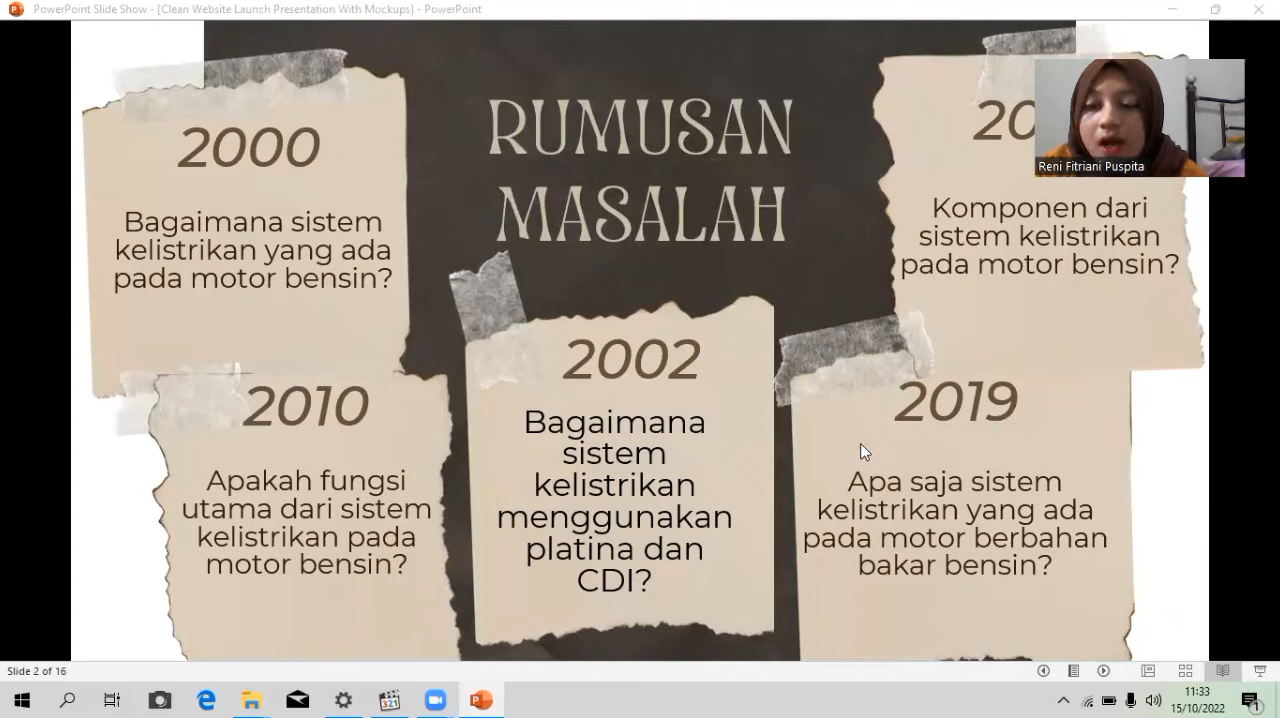 PowerPoint Slide Show - [Clean Website Launch Presentation With Mockups] - PowerPoint
RUMUSAN
MASALAH
2000
Bagaimana sistem
kelistrikan yang ada
pada motor bensin?
Komponen dari
sistem kelistrikan
pada motor bensin?
Reni Fitriani Puspita
2010
Apakah fungsi
utama dari sistem
kelistrikan pada
motor bensin?
2002
Bagaimana
sistem
kelistrikan
menggunakan
platina dan
CDI?
2019
Apa saja sistem
kelistrikan yang ada
pada motor berbahan
bakar bensin?
Slide 2 of 16
321
11:33
15/10/2022
1